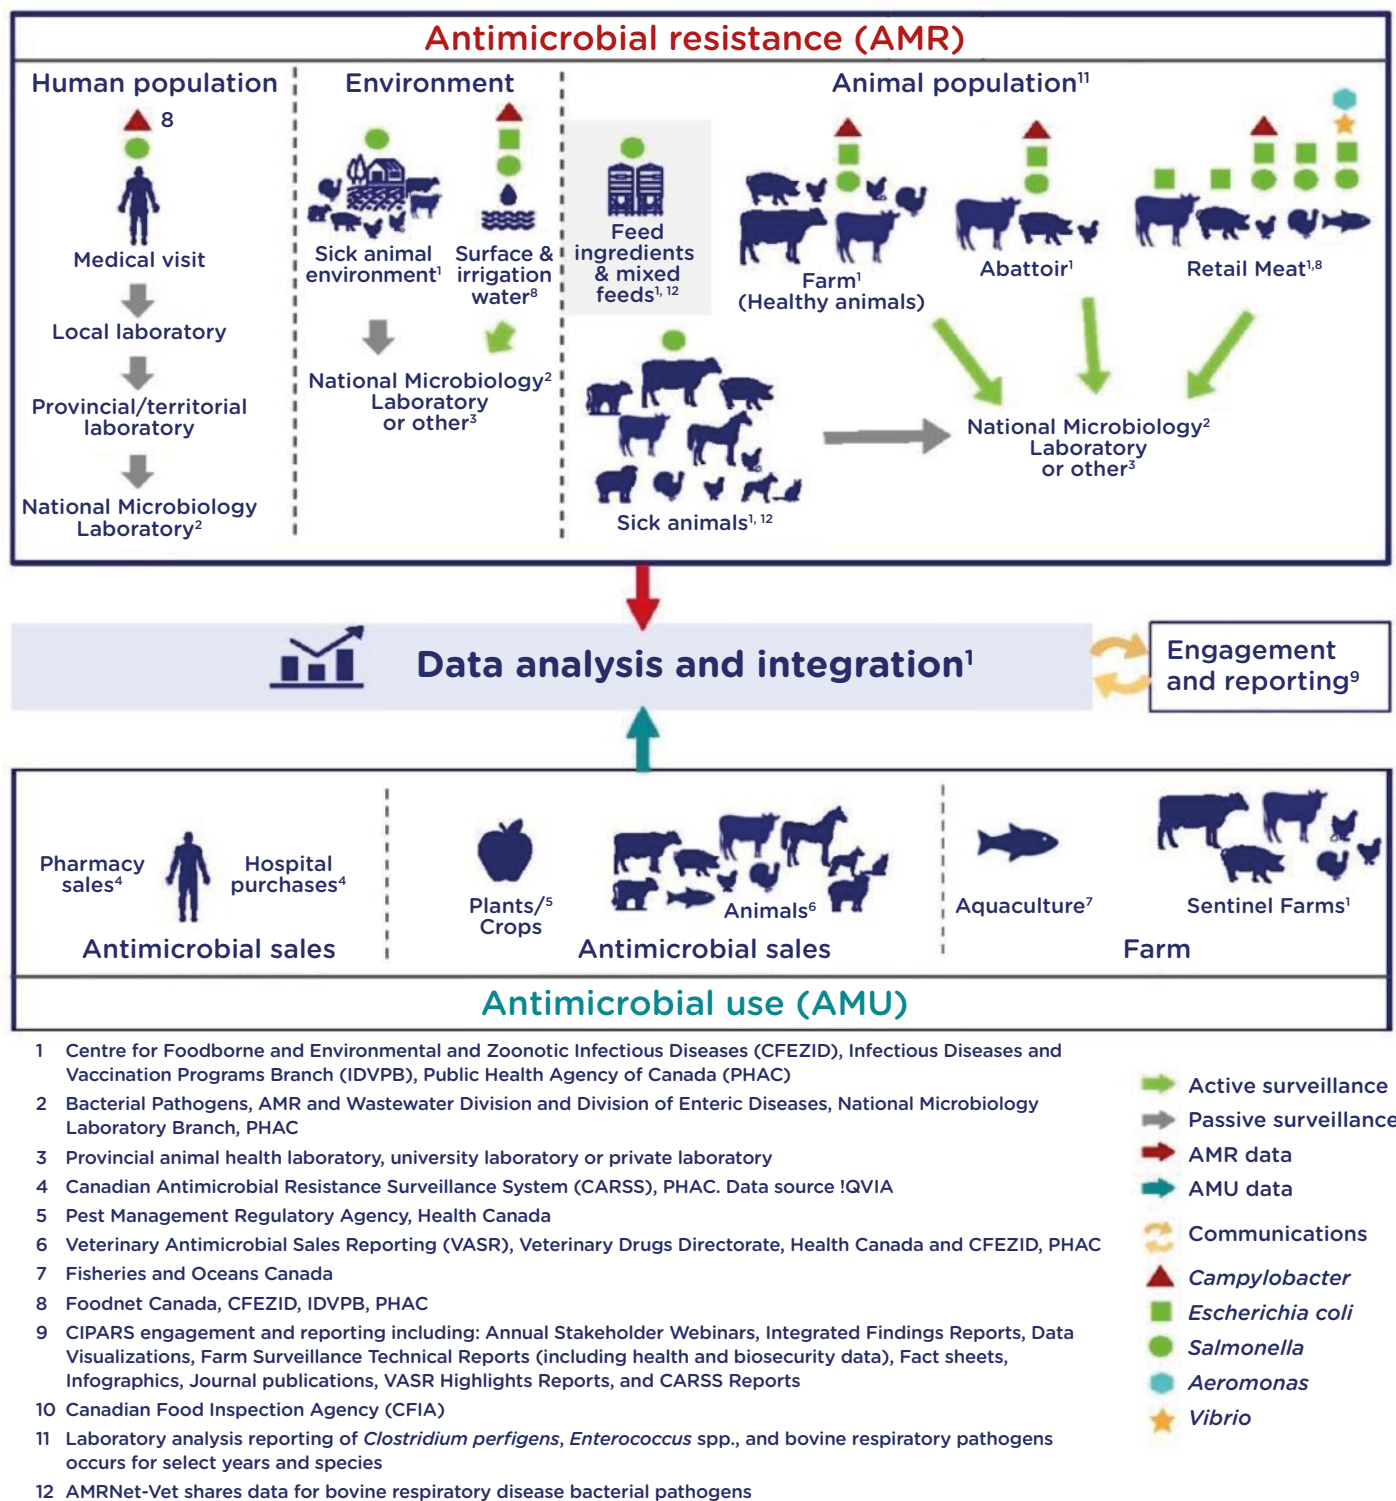 Antimicrobial resistance (AMR)
Human population
8
Medical visit
Local laboratory
Provincial/territorial
laboratory
National Microbiology
Laboratory²
Environment
Sick animal
environment¹
Surface &
irrigation
water⁸
National Microbiology²
Laboratory
or other³
Animal population¹¹
Feed
ingredients
& mixed
feeds¹, ¹²
Farm¹
(Healthy animals)
Abattoir¹
Retail Meat¹,⁸
Sick animals¹, ¹²
National Microbiology²
Laboratory
or other³
Data analysis and integration¹
Engagement
and reporting⁹
Pharmacy
sales⁴
Hospital
purchases⁴
Antimicrobial sales
Plants/⁵
Crops
Animals⁶
Antimicrobial sales
Aquaculture⁷
Sentinel Farms¹
Farm
Antimicrobial use (AMU)
1 Centre for Foodborne and Environmental and Zoonotic Infectious Diseases (CFEZID), Infectious Diseases and
Vaccination Programs Branch (IDVPB), Public Health Agency of Canada (PHAC)
2 Bacterial Pathogens, AMR and Wastewater Division and Division of Enteric Diseases, National Microbiology
Laboratory Branch, PHAC
3 Provincial animal health laboratory, university laboratory or private laboratory
4 Canadian Antimicrobial Resistance Surveillance System (CARSS), PHAC. Data source !QVIA
5 Pest Management Regulatory Agency, Health Canada
6 Veterinary Antimicrobial Sales Reporting (VASR), Veterinary Drugs Directorate, Health Canada and CFEZID, PHAC
7 Fisheries and Oceans Canada
8 Foodnet Canada, CFEZID, IDVPB, PHAC
9 CIPARS engagement and reporting including: Annual Stakeholder Webinars, Integrated Findings Reports, Data
Visualizations, Farm Surveillance Technical Reports (including health and biosecurity data), Fact sheets,
Infographics, Journal publications, VASR Highlights Reports, and CARSS Reports
10 Canadian Food Inspection Agency (CFIA)
11 Laboratory analysis reporting of Clostridium perfigens, Enterococcus spp., and bovine respiratory pathogens
occurs for select years and species
12 AMRNet-Vet shares data for bovine respiratory disease bacterial pathogens
Active surveillance
Passive surveillance
AMR data
AMU data
Communications
Campylobacter
Escherichia coli
Salmonella
Aeromonas
Vibrio